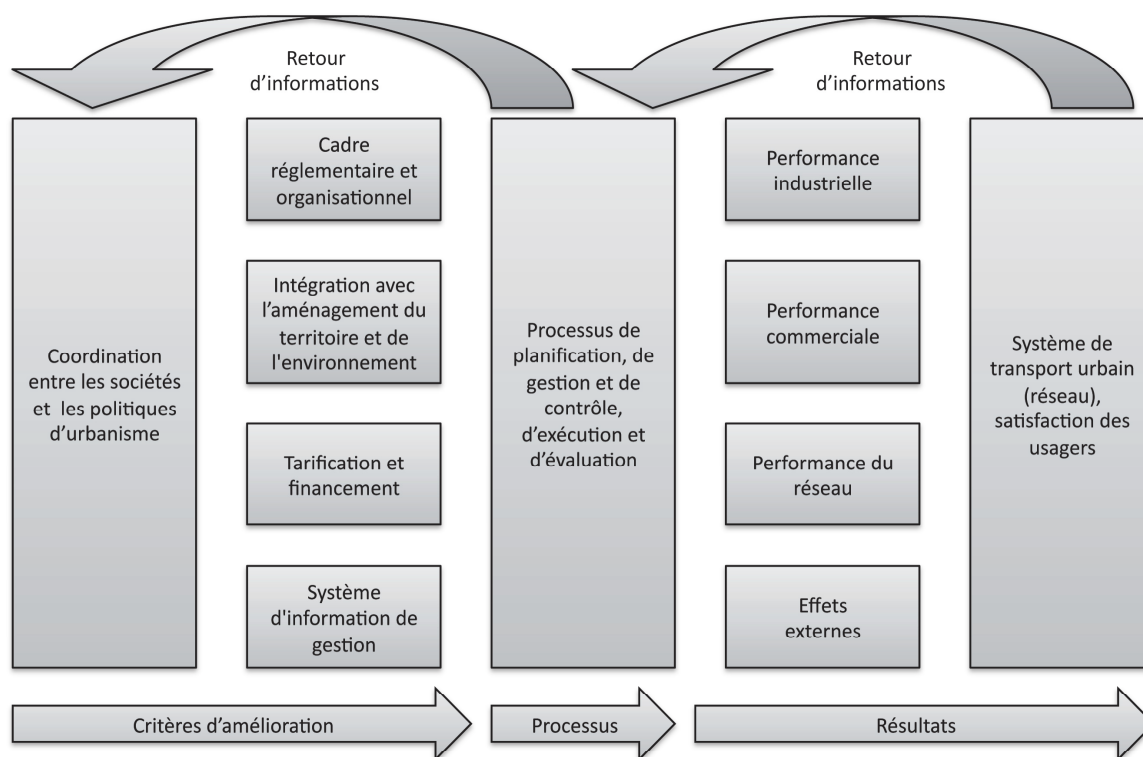 Retour
d'informations
Retour
d'informations
Coordination
entre les sociétés
et les politiques
d'urbanisme
Cadre
réglementaire et
organisationnel
Intégration avec
l'aménagement du
territoire et de
l'environnement
Tarification et
financement
Système
d'information de
gestion
Processus de
planification, de
gestion et de
contrôle,
d'exécution et
d'évaluation
Performance
industrielle
Performance
commerciale
Performance du
réseau
Effets
externes
Système de
transport urbain
(réseau),
satisfaction des
usagers
Critères d'amélioration
Processus
Résultats